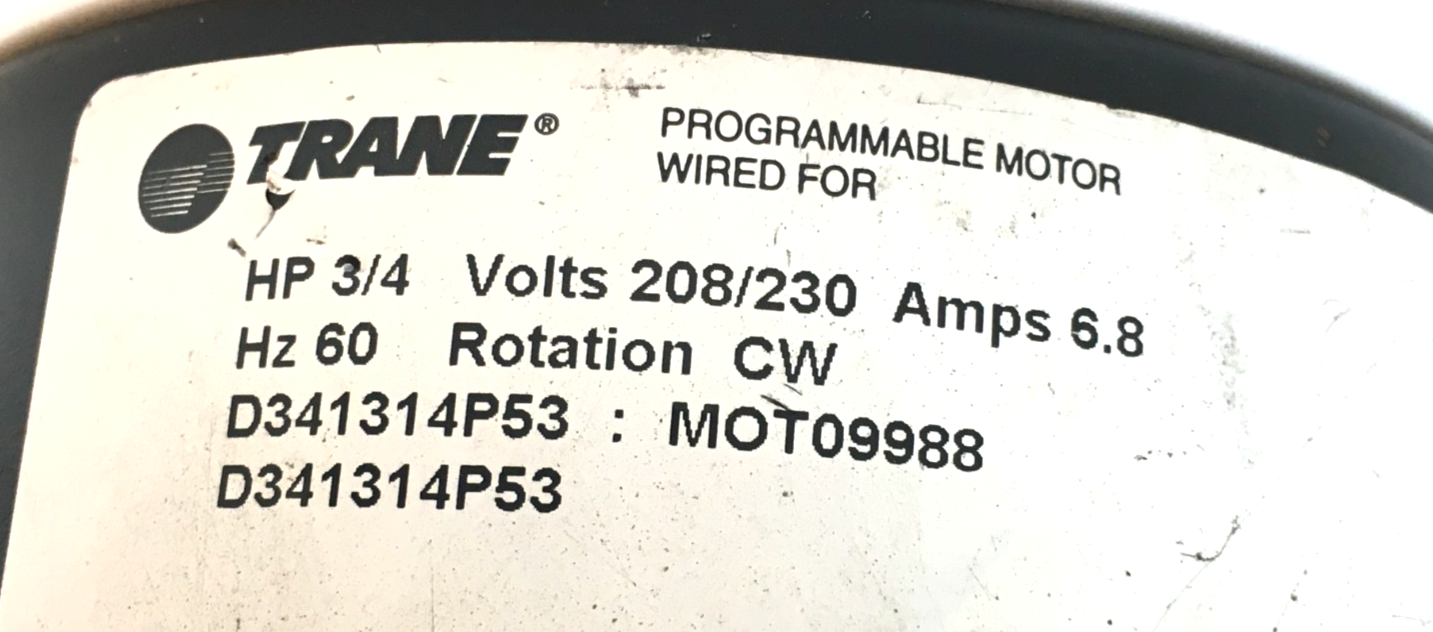 TRANE®
PROGRAMMABLE MOTOR
WIRED FOR
HP 3/4 Volts 208/230 Amps 6.8
Hz 60 Rotation CW
D341314P53 : MOT09988
D341314P53